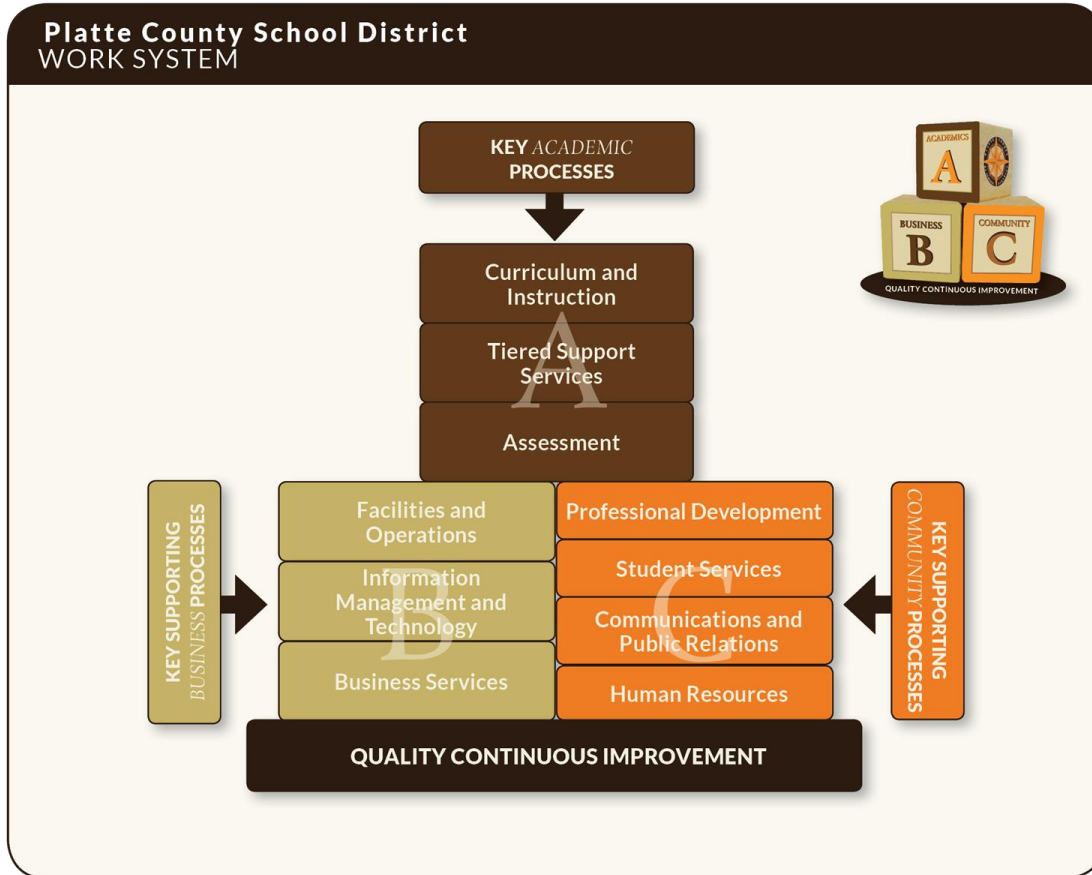 Platte County School District
WORK SYSTEM
KEY ACADEMIC
PROCESSES
ACADEMICS
A
BUSINESS
B
COMMUNITY
C
QUALITY CONTINUOUS IMPROVEMENT
Curriculum and
Instruction
Tiered Support
Services
A
Assessment
KEY SUPPORTING
BUSINESS PROCESSES
Facilities and
Operations
Information
Management and
Technology
B
Business Services
Professional Development
Student Services
Communications and
Public Relations
C
Human Resources
KEY SUPPORTING
COMMUNITY PROCESSES
QUALITY CONTINUOUS IMPROVEMENT